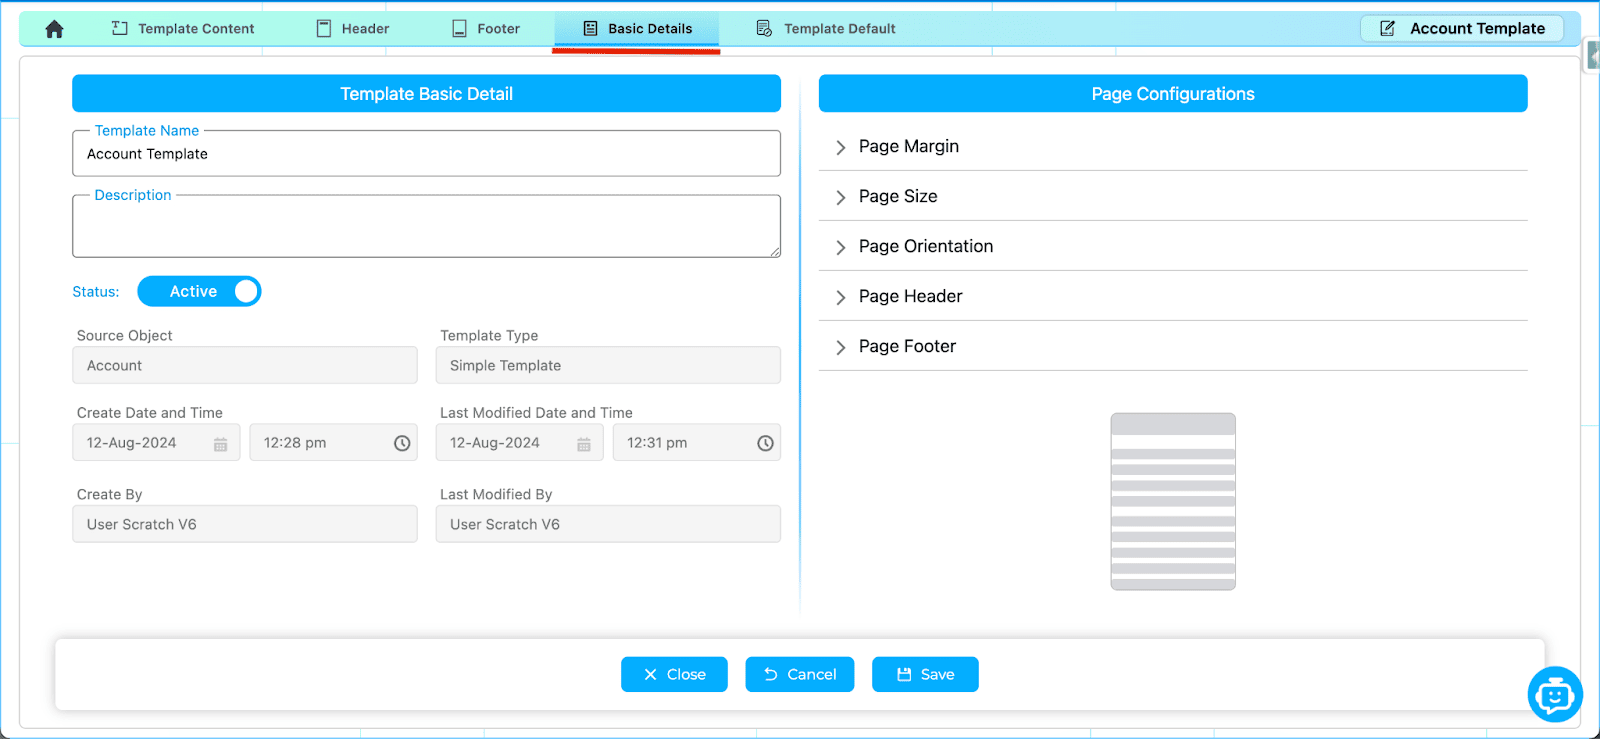 Template Content
Header
Footer
Basic Details
Template Default
Account Template
Template Basic Detail
Template Name
Account Template
Description
Status: Active
Source Object
Template Type
Account
Simple Template
Create Date and Time
Last Modified Date and Time
12-Aug-2024
12:28 pm
12-Aug-2024
12:31 pm
Create By
Last Modified By
User Scratch V6
User Scratch V6
Page Configurations
Page Margin
Page Size
Page Orientation
Page Header
Page Footer
Close
Cancel
Save